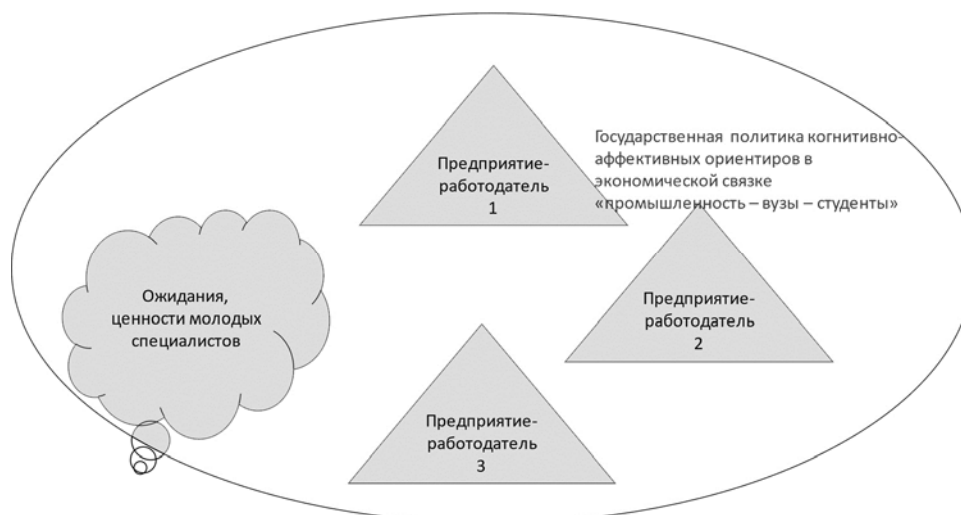 Предприятие-
работодатель
1
Государственная политика когнитивно-
аффективных ориентиров в
экономической связке
«промышленность – вузы – студенты»
Ожидания,
ценности молодых
специалистов
Предприятие-
работодатель
2
Предприятие-
работодатель
3